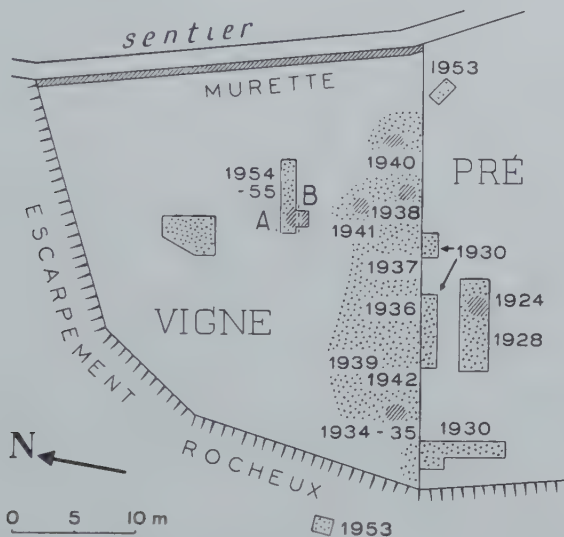 sentier
MURETTE
1953
1940
PRÉ
1954
-55
B
A
1938
1941
1930
1937
1936
1924
VIGNE
1928
1939
1942
1934 - 35
1930
ESCARPEMENT
ROCHEUX
N
0 5 10 m
1953